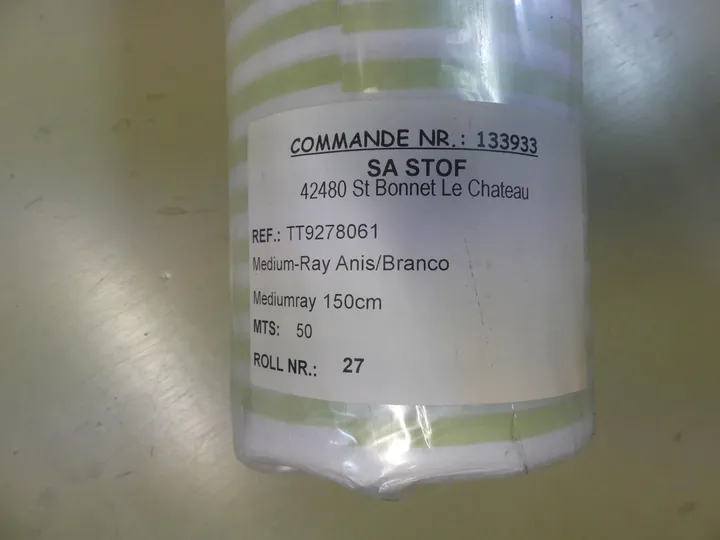 COMMANDE NR.: 133933
SA STOF
42480 St Bonnet Le Chateau
REF.: TT9278061
Medium-Ray Anis/Branco
Mediumray 150cm
MTS: 50
ROLL NR.: 27